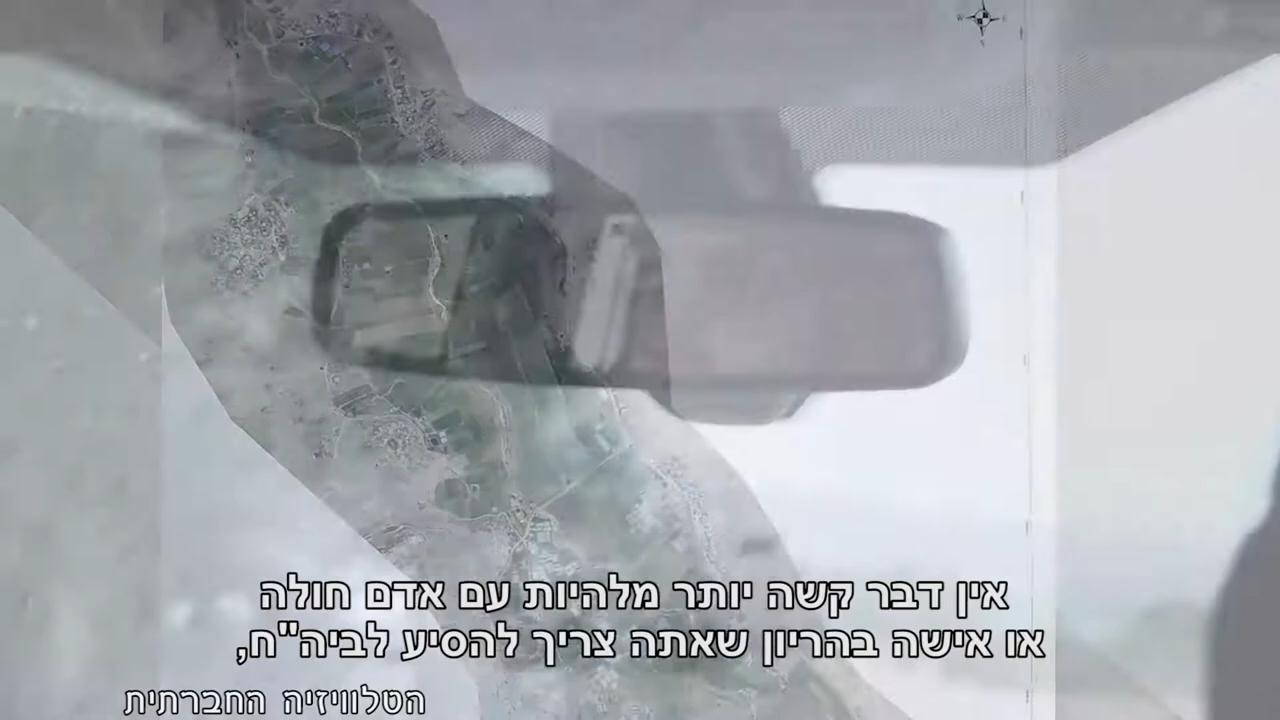 אין דבר קשה יותר מלהיות עם אדם חולה
או אישה בהריון שאתה צריך להסיע לביה"ח,
הטלוויזיה החברתית